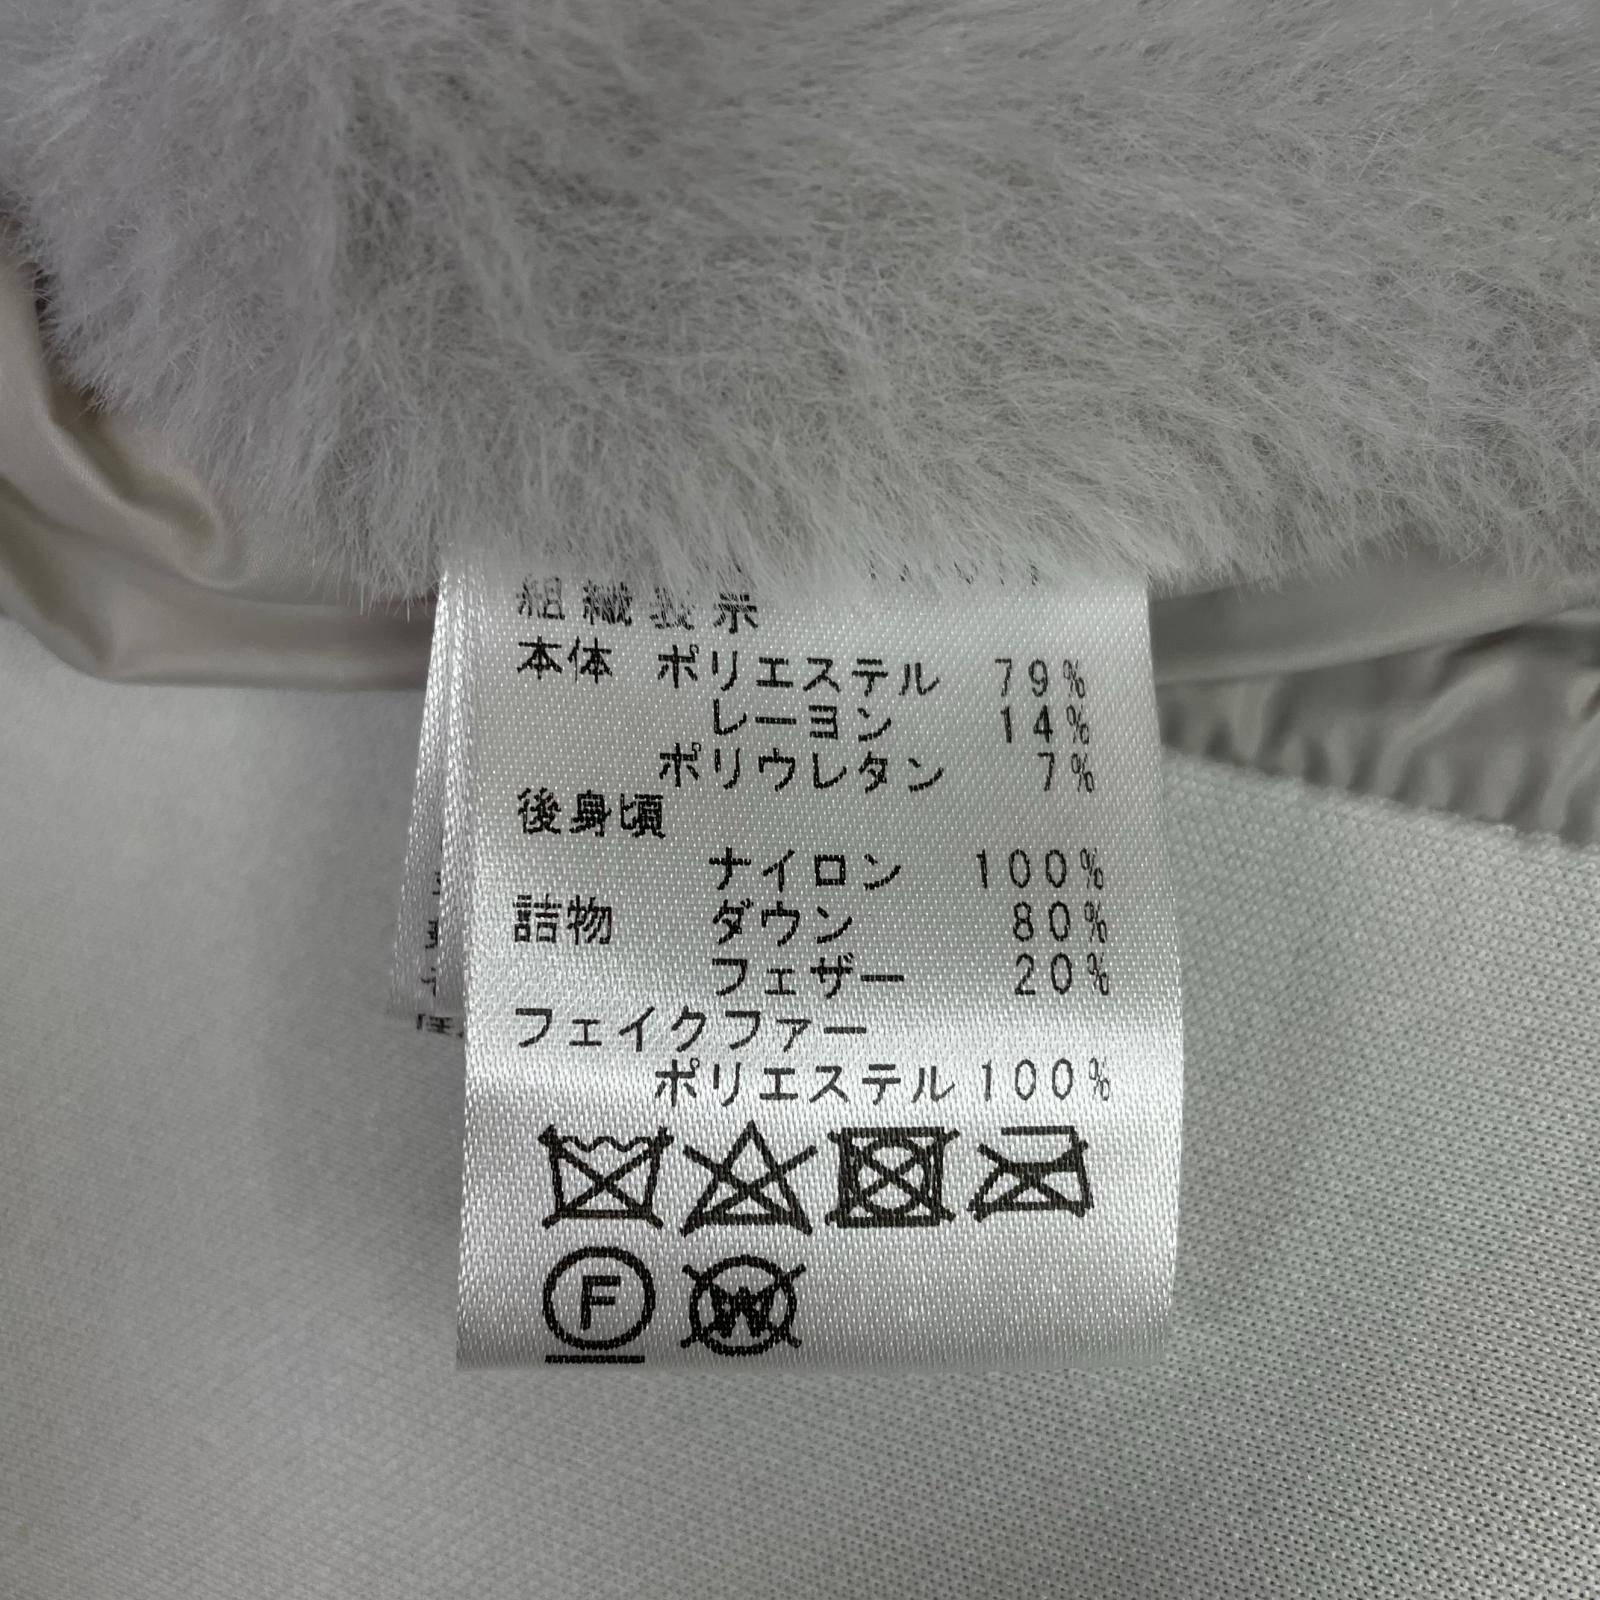 組織表示
本体 ポリエステル 79%
レーヨン 14%
ポリウレタン 7%
後身頃
ナイロン 100%
詰物 ダウン 80%
フェザー 20%
フェイクファー
ポリエステル 100%
F W